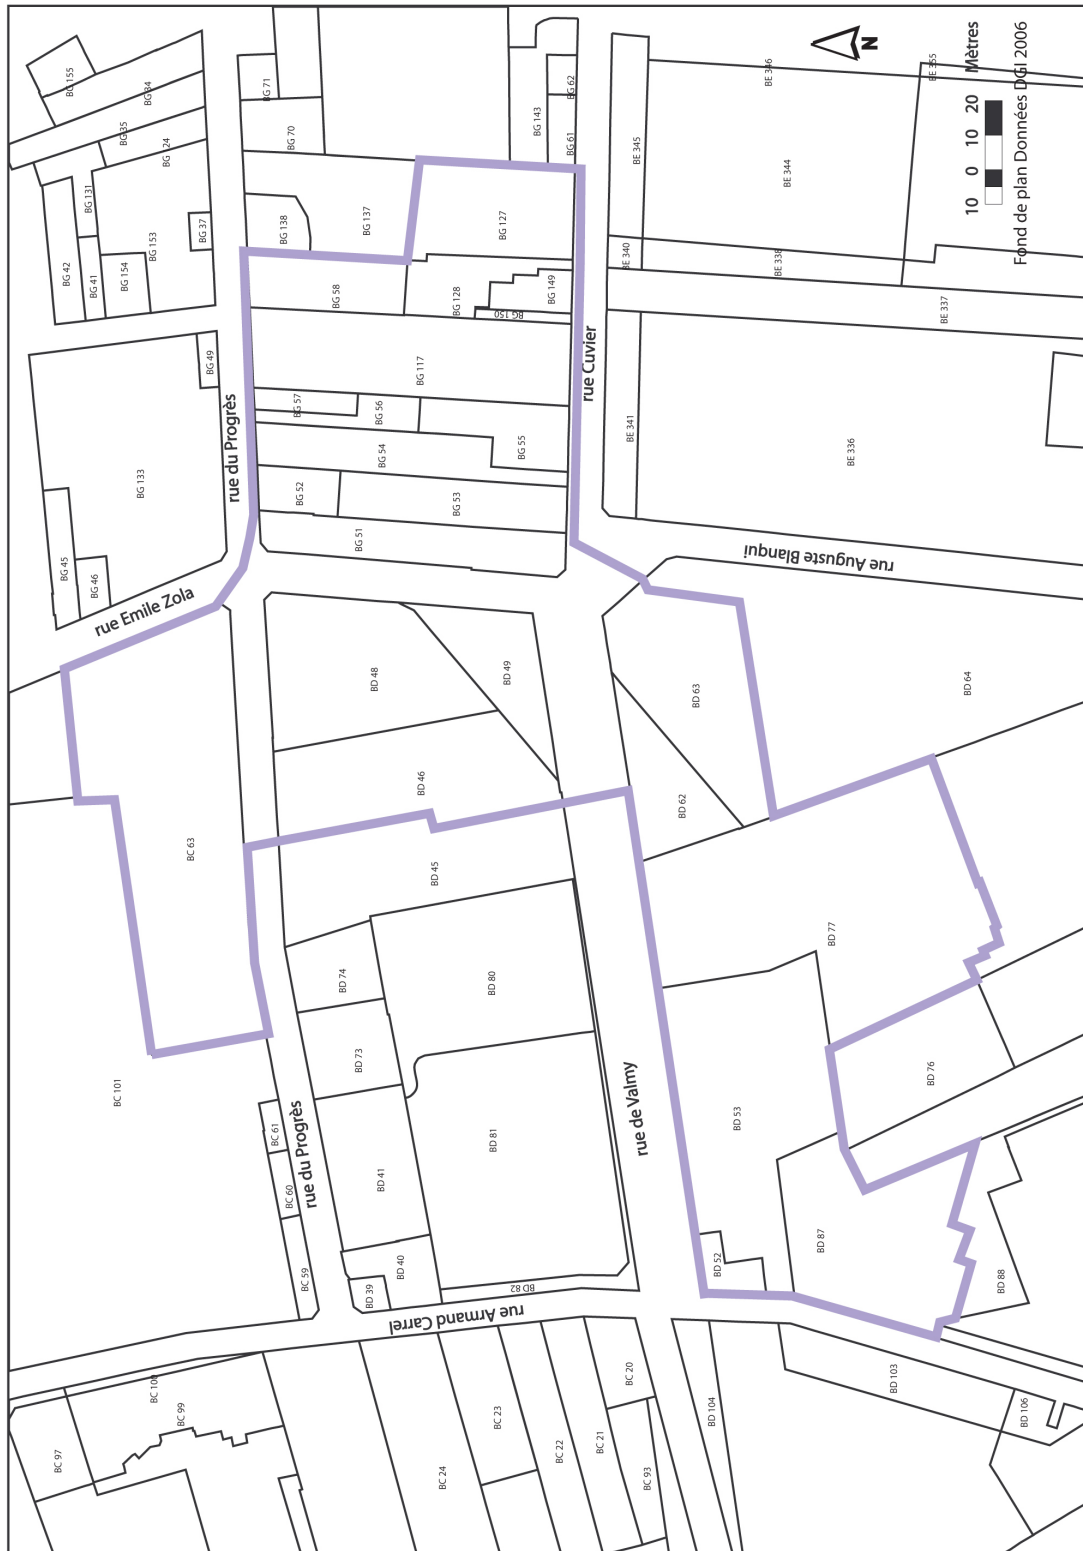 BG 155
BG 34
BG 35
BG 124
BG 131
BG 42
BG 41
BG 154
BG 153
BG 37
BG 71
BG 70
BG 138
BG 137
BG 127
BG 143
BG 62
BG 61
BE 345
BE 346
BE 355
BE 344
BE 340
BE 338
BE 337
N
Mètres
10 0 10 20
Fond de plan Données DGI 2006
BG 58
BG 128
BG 149
BG 150
BG 117
BG 57
BG 56
BG 55
BG 54
BG 52
BG 53
BG 51
BG 49
BG 133
BG 45
BG 46
rue du Progrès
rue Cuvier
rue Emile Zola
rue Auguste Blanqui
BE 341
BE 336
BD 48
BD 49
BD 46
BD 63
BD 64
BD 62
BC 63
BD 45
BD 77
BD 74
BD 80
BD 73
BD 76
BC 101
BD 53
BD 81
BD 41
BC 61
BC 60
BC 59
rue du Progrès
rue de Valmy
BD 40
BD 39
BD 82
rue Armand Carrel
BD 52
BD 87
BD 88
BC 100
BC 99
BC 97
BC 24
BC 23
BC 22
BC 21
BC 20
BC 93
BD 104
BD 103
BD 106